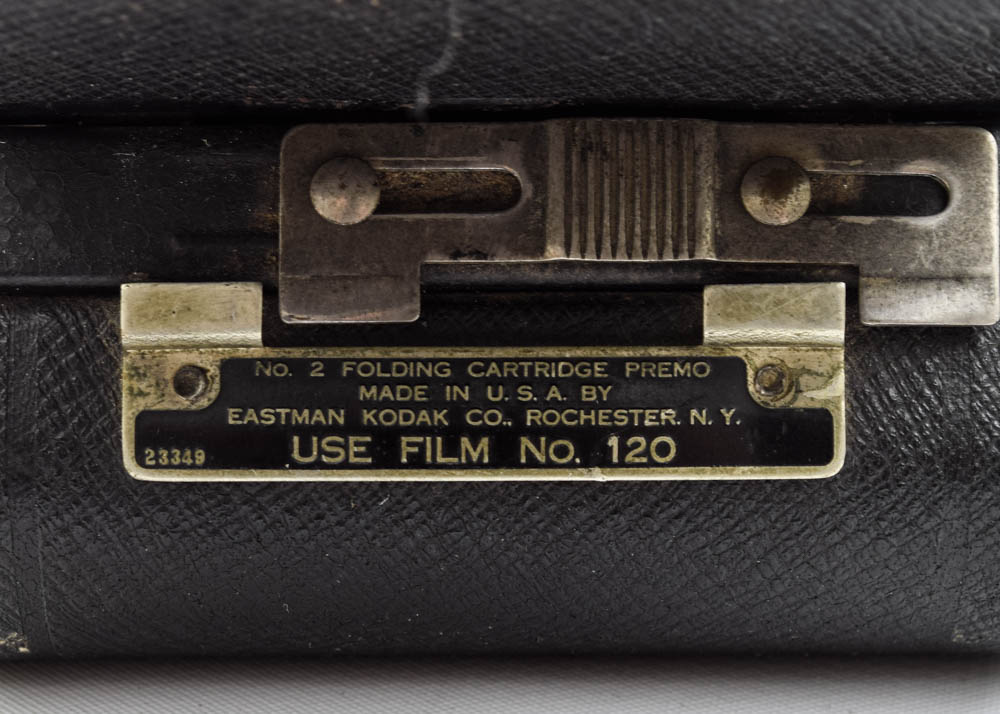 No. 2 FOLDING CARTRIDGE PREMO
MADE IN U.S.A. BY
EASTMAN KODAK CO., ROCHESTER. N.Y.
USE FILM No. 120
23349